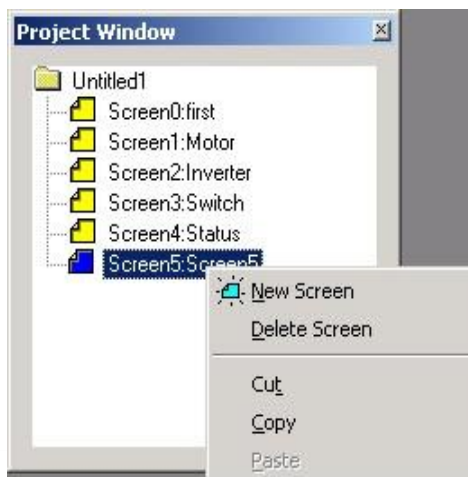 Project Window
Untitled1
Screen0:first
Screen1:Motor
Screen2:Inverter
Screen3:Switch
Screen4:Status
Screen5:Screen5
New Screen
Delete Screen
Cut
Copy
Paste